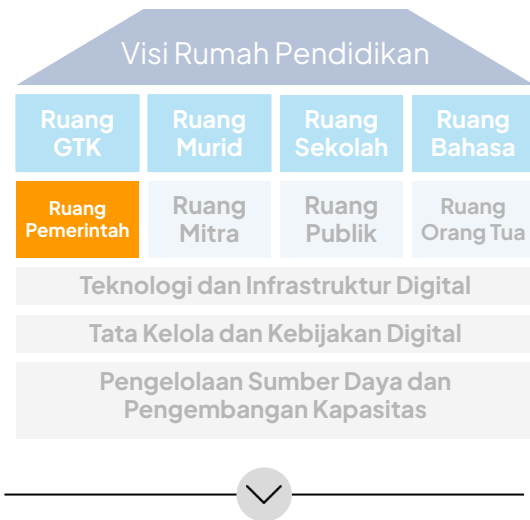 Visi Rumah Pendidikan
Ruang GTK
Ruang Murid
Ruang Sekolah
Ruang Bahasa
Ruang Pemerintah
Ruang Mitra
Ruang Publik
Ruang Orang Tua
Teknologi dan Infrastruktur Digital
Tata Kelola dan Kebijakan Digital
Pengelolaan Sumber Daya dan
Pengembangan Kapasitas